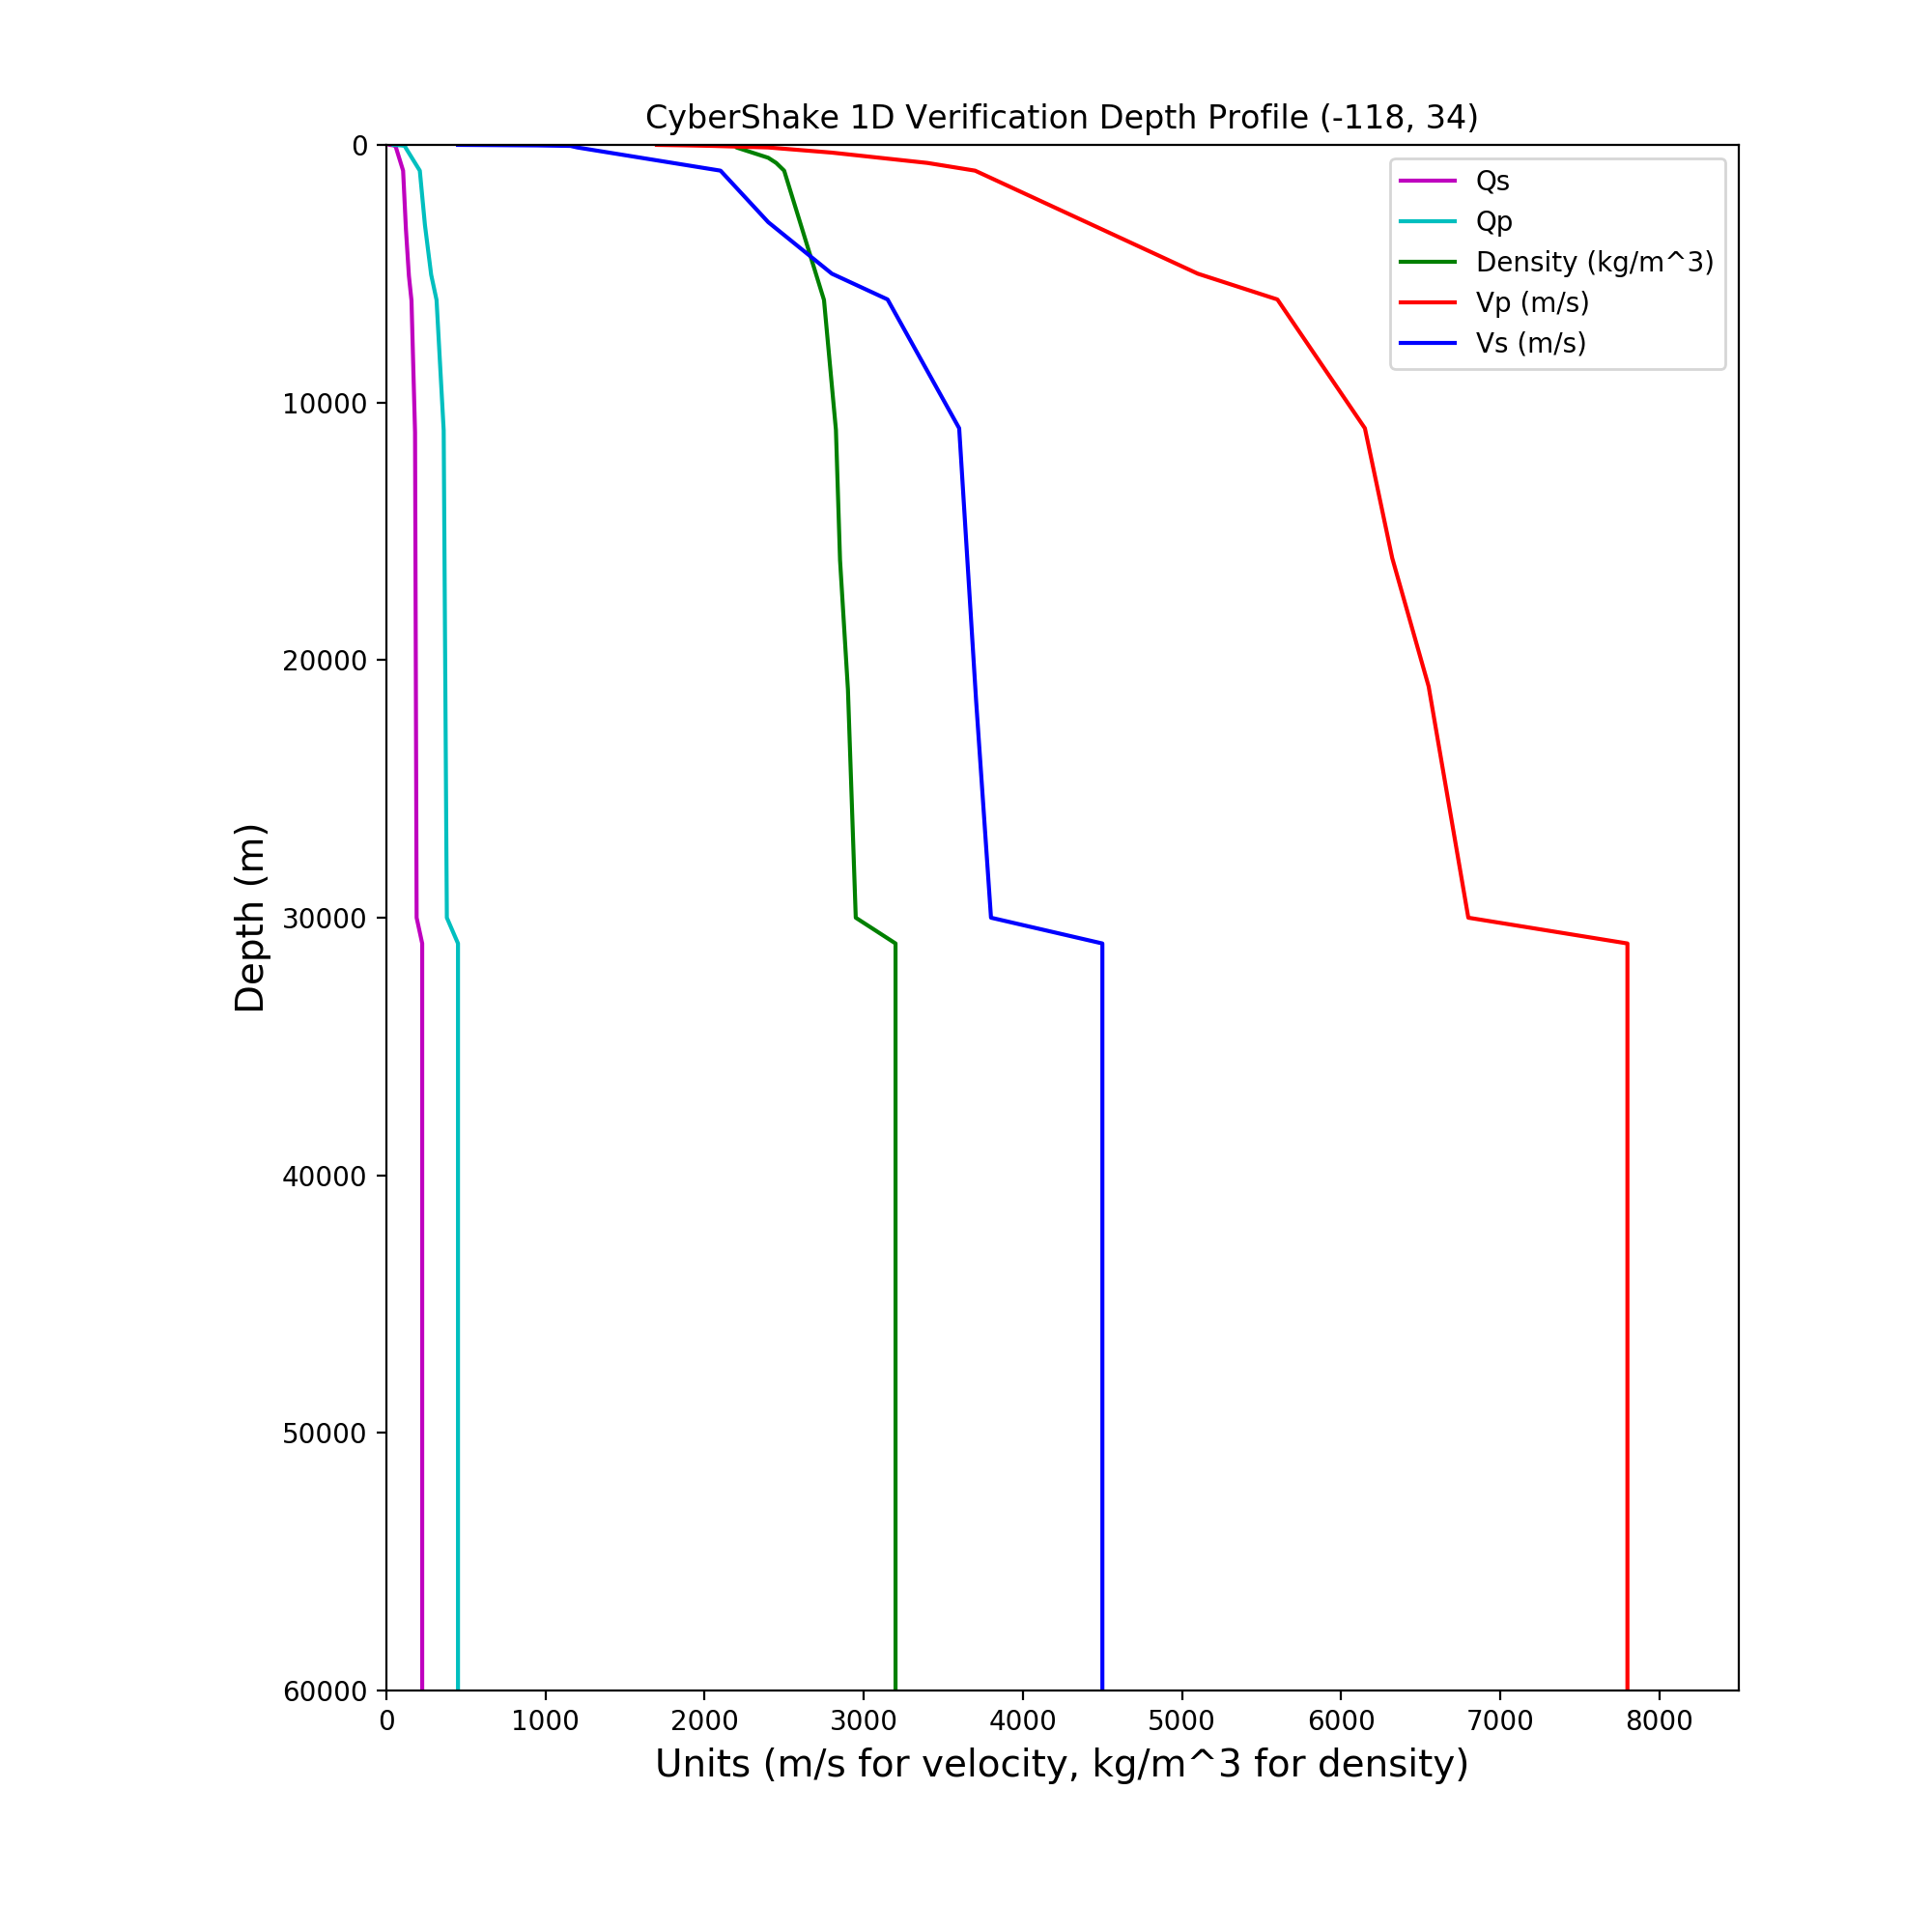 CyberShake 1D Verification Depth Profile (-118, 34)
Qs
Qp
Density (kg/m^3)
Vp (m/s)
Vs (m/s)
0
10000
20000
30000
40000
50000
60000
Depth (m)
0 1000 2000 3000 4000 5000 6000 7000 8000
Units (m/s for velocity, kg/m^3 for density)